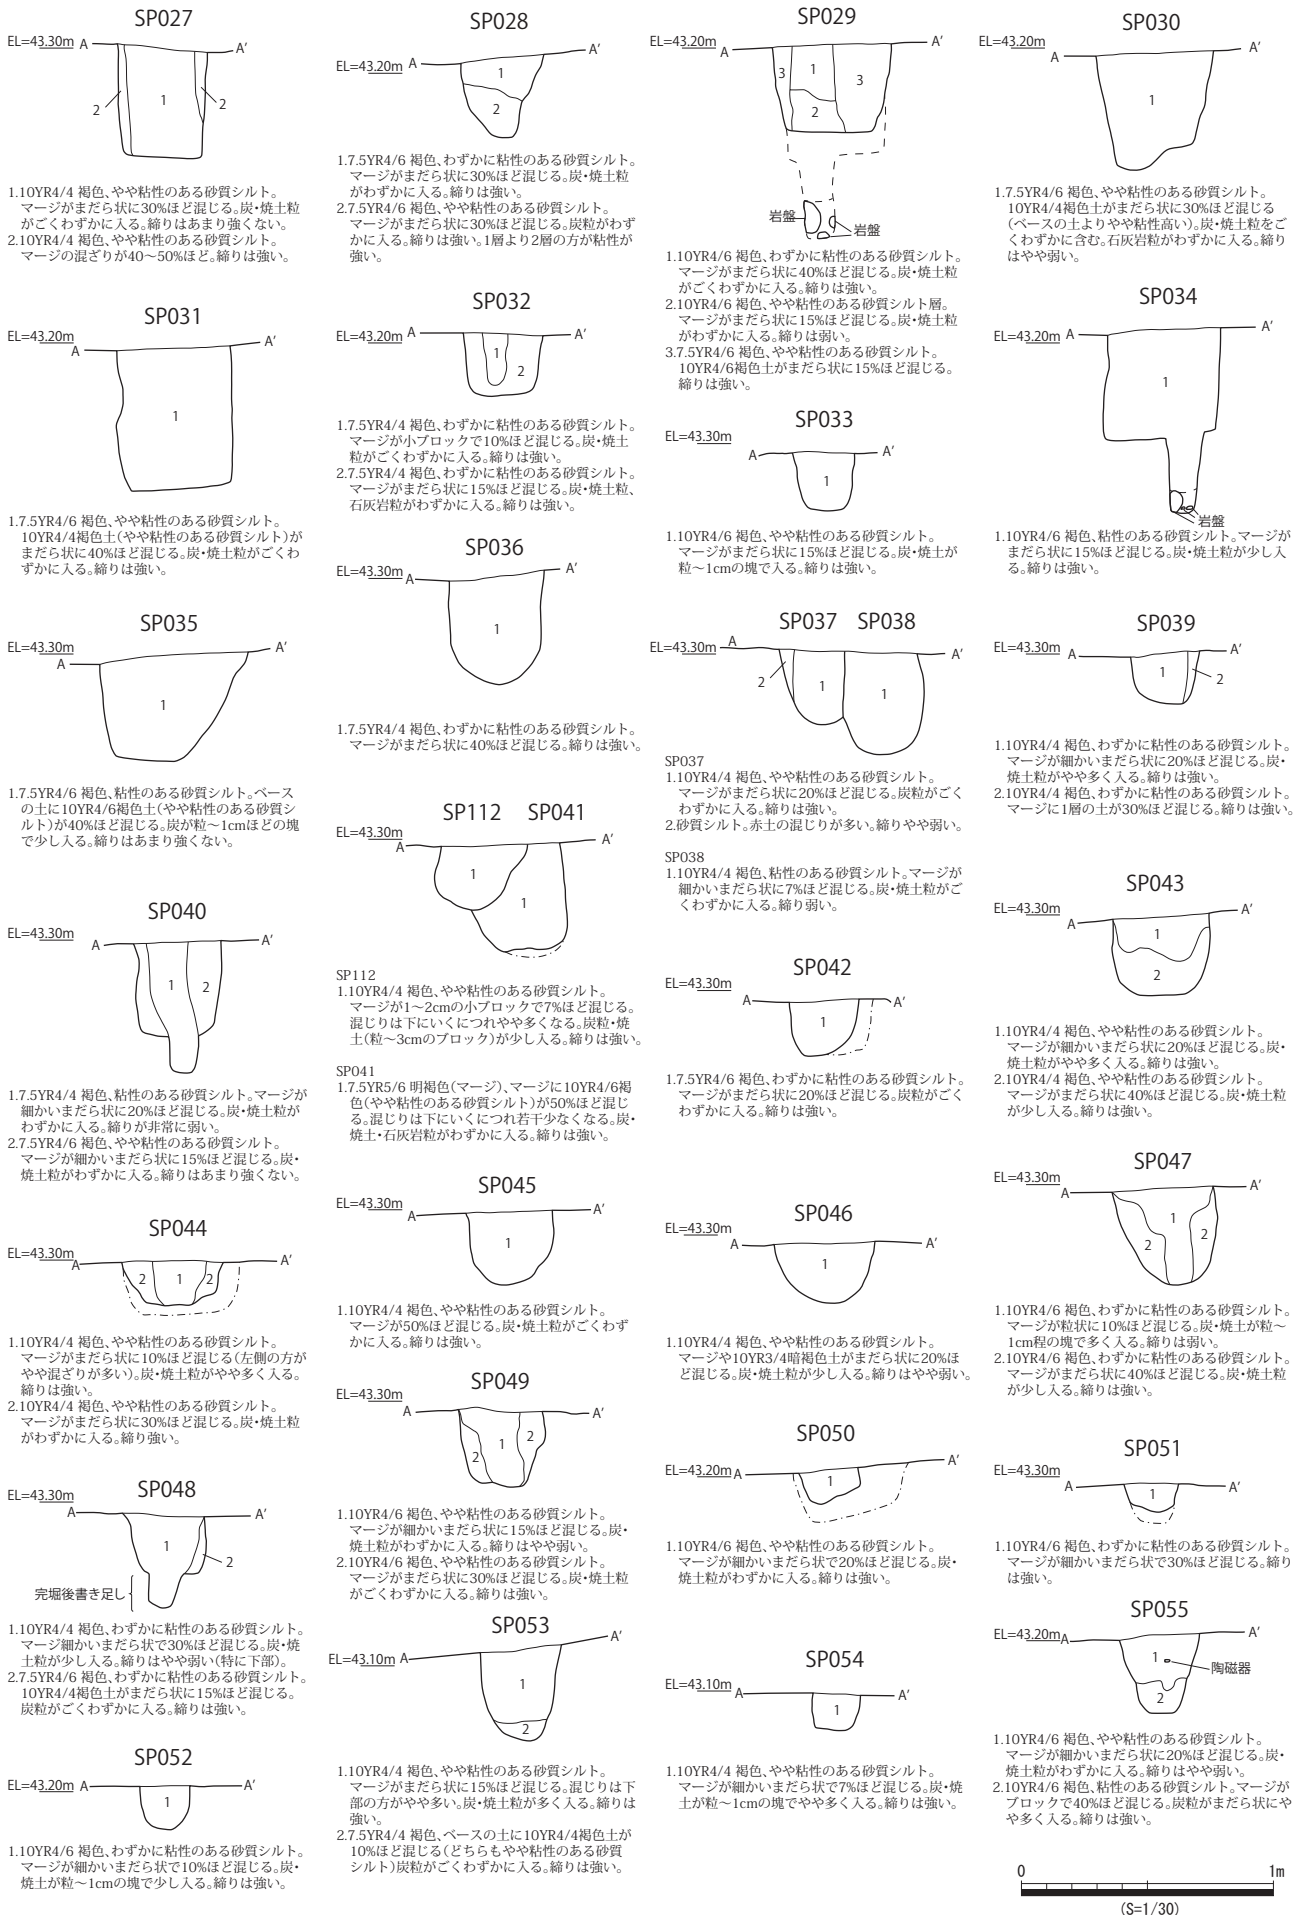 SP027
EL=43.30m A A′
2 1 2
1.10YR4/4 褐色、やや粘性のある砂質シルト。
マージがまだら状に30%ほど混じる。炭・焼土粒
がごくわずかに入る。締りはあまり強くない。
2.10YR4/4 褐色、やや粘性のある砂質シルト。
マージの混ざりが40～50%ほど。締りは強い。
SP028
EL=43.20m A A′
1
2
1.7.5YR4/6 褐色、わずかに粘性のある砂質シルト。
マージがまだら状に30%ほど混じる。炭・焼土粒
がわずかに入る。締りは強い。
2.7.5YR4/6 褐色、やや粘性のある砂質シルト。
マージがまだら状に30%ほど混じる。炭粒がわず
かに入る。締りは強い。1層より2層の方が粘性が
強い。
SP029
EL=43.20m A A′
3 1 3
2
岩盤
岩盤
1.10YR4/6 褐色、わずかに粘性のある砂質シルト。
マージがまだら状に40%ほど混じる。炭・焼土粒
がごくわずかに入る。締りは強い。
2.10YR4/6 褐色、やや粘性のある砂質シルト層。
マージがまだら状に15%ほど混じる。炭・焼土粒
がわずかに入る。締りは弱い。
3.7.5YR4/6 褐色、やや粘性のある砂質シルト。
10YR4/6褐色土がまだら状に15%ほど混じる。
締りは強い。
SP030
EL=43.20m A A′
1
1.7.5YR4/6 褐色、やや粘性のある砂質シルト。
10YR4/4褐色土がまだら状に30%ほど混じる
（ベースの土よりやや粘性高い）。炭・焼土粒をご
くわずかに含む。石灰岩粒がわずかに入る。締り
はやや弱い。
SP031
EL=43.20m A A′
1
1.7.5YR4/6 褐色、やや粘性のある砂質シルト。
10YR4/4褐色土（やや粘性のある砂質シルト）が
まだら状に40%ほど混じる。炭・焼土粒がごくわ
ずかに入る。締りは強い。
SP032
EL=43.20m A A′
1 2
1.7.5YR4/4 褐色、わずかに粘性のある砂質シルト。
マージが小ブロックで10%ほど混じる。炭・焼土
粒がごくわずかに入る。締りは強い。
2.7.5YR4/4 褐色、わずかに粘性のある砂質シルト。
マージがまだら状に15%ほど混じる。炭・焼土粒、
石灰岩粒がわずかに入る。締りは強い。
SP033
EL=43.30m
A A′
1
1.10YR4/6 褐色、やや粘性のある砂質シルト。
マージがまだら状に15%ほど混じる。炭・焼土が
粒～1cmの塊で入る。締りは強い。
SP034
EL=43.20m A A′
1
岩盤
1.10YR4/6 褐色、粘性のある砂質シルト。マージが
まだら状に15%ほど混じる。炭・焼土粒が少し入
る。締りは強い。
SP035
EL=43.30m A A′
1
1.7.5YR4/6 褐色、粘性のある砂質シルト。ベース
の土に10YR4/6褐色土（やや粘性のある砂質シ
ルト）が40%ほど混じる。炭が粒～1cmほどの塊
で少し入る。締りはあまり強くない。
SP036
EL=43.30m A A′
1
1.7.5YR4/4 褐色、わずかに粘性のある砂質シルト。
マージがまだら状に40%ほど混じる。締りは強い。
SP037 SP038
EL=43.30m A A′
2 1 1
SP037
1.10YR4/4 褐色、やや粘性のある砂質シルト。
マージがまだら状に20%ほど混じる。炭粒がごく
わずかに入る。締りは強い。
2.砂質シルト。赤土の混じりが多い。締りやや弱い。
SP038
1.10YR4/4 褐色、粘性のある砂質シルト。マージが
細かいまだら状に7%ほど混じる。炭・焼土粒がご
くわずかに入る。締り弱い。
SP039
EL=43.30m A A′
1 2
1.10YR4/4 褐色、わずかに粘性のある砂質シルト。
マージが細かいまだら状に20%ほど混じる。炭・
焼土粒がやや多く入る。締りは強い。
2.10YR4/4 褐色、わずかに粘性のある砂質シルト。
マージに1層の土が30%ほど混じる。締りは強い。
SP040
EL=43.30m
A A′
1 2
1.7.5YR4/4 褐色、粘性のある砂質シルト。マージが
細かいまだら状に20%ほど混じる。炭・焼土粒が
わずかに入る。締りが非常に弱い。
2.7.5YR4/6 褐色、やや粘性のある砂質シルト。
マージが細かいまだら状に15%ほど混じる。炭・
焼土粒がわずかに入る。締りはあまり強くない。
SP112 SP041
EL=43.30m
A A′
1
1
SP112
1.10YR4/4 褐色、やや粘性のある砂質シルト。
マージが1～2cmの小ブロックで7%ほど混じる。
混じりは下にいくにつれやや多くなる。炭粒・焼
土（粒～3cmのブロック）が少し入る。締りは強い。
SP041
1.7.5YR5/6 明褐色（マージ）、マージに10YR4/6褐
色（やや粘性のある砂質シルト）が50%ほど混じ
る。混じりは下にいくにつれ若干少なくなる。炭・
焼土・石灰岩粒がわずかに入る。締りは強い。
SP042
EL=43.30m
A A′
1
1.7.5YR4/6 褐色、わずかに粘性のある砂質シルト。
マージがまだら状に20%ほど混じる。炭粒がごく
わずかに入る。締りは強い。
SP043
EL=43.30m
A A′
1
2
1.10YR4/4 褐色、やや粘性のある砂質シルト。
マージが細かいまだら状に20%ほど混じる。炭・
焼土粒がやや多く入る。締りは強い。
2.10YR4/4 褐色、やや粘性のある砂質シルト。
マージがまだら状に40%ほど混じる。炭・焼土粒
が少し入る。締りは強い。
SP044
EL=43.30m
A A′
2 1 2
1.10YR4/4 褐色、やや粘性のある砂質シルト。
マージがまだら状に10%ほど混じる（左側の方が
やや混ざりが多い）。炭・焼土粒がやや多く入る。
締りは強い。
2.10YR4/4 褐色、やや粘性のある砂質シルト。
マージがまだら状に30%ほど混じる。炭・焼土粒
がわずかに入る。締り強い。
SP045
EL=43.30m
A A′
1
1.10YR4/4 褐色、やや粘性のある砂質シルト。
マージが50%ほど混じる。炭・焼土粒がごくわず
かに入る。締りは強い。
SP046
EL=43.30m
A A′
1
1.10YR4/4 褐色、やや粘性のある砂質シルト。
マージや10YR3/4暗褐色土がまだら状に20%ほ
ど混じる。炭・焼土粒が少し入る。締りはやや弱い。
SP047
EL=43.30m
A A′
1
2 2
1.10YR4/6 褐色、わずかに粘性のある砂質シルト。
マージが粒状に10%ほど混じる。炭・焼土が粒～
1cm程の塊で多く入る。締りは弱い。
2.10YR4/6 褐色、わずかに粘性のある砂質シルト。
マージがまだら状に40%ほど混じる。炭・焼土粒
が少し入る。締りは強い。
SP048
EL=43.30m
A A′
1
2
完堀後書き足し
1.10YR4/4 褐色、わずかに粘性のある砂質シルト。
マージ細かいまだら状で30%ほど混じる。炭・焼
土粒が少し入る。締りはやや弱い（特に下部）。
2.7.5YR4/6 褐色、わずかに粘性のある砂質シルト。
10YR4/4褐色土がまだら状に15%ほど混じる。
炭粒がごくわずかに入る。締りは強い。
SP049
EL=43.30m
A A′
2 1 2
1.10YR4/6 褐色、やや粘性のある砂質シルト。
マージが細かいまだら状に15%ほど混じる。炭・
焼土粒がわずかに入る。締りはやや弱い。
2.10YR4/6 褐色、やや粘性のある砂質シルト。
マージがまだら状に30%ほど混じる。炭・焼土粒
がごくわずかに入る。締りは強い。
SP050
EL=43.20m A A′
1
1.10YR4/6 褐色、やや粘性のある砂質シルト。
マージが細かいまだら状で20%ほど混じる。炭・
焼土粒がわずかに入る。締りは強い。
SP051
EL=43.30m
A A′
1
1.10YR4/6 褐色、わずかに粘性のある砂質シルト。
マージが細かいまだら状で30%ほど混じる。締り
は強い。
SP052
EL=43.20m A A′
1
1.10YR4/6 褐色、わずかに粘性のある砂質シルト。
マージが細かいまだら状で10%ほど混じる。炭・
焼土が粒～1cmの塊で少し入る。締りは強い。
SP053
EL=43.10m A A′
1
2
1.10YR4/4 褐色、やや粘性のある砂質シルト。
マージがまだら状に15%ほど混じる。混じりは下
部の方がやや多い。炭・焼土粒が多く入る。締りは
強い。
2.7.5YR4/4 褐色、ベースの土に10YR4/4褐色土が
10%ほど混じる（どちらもやや粘性のある砂質
シルト）炭粒がごくわずかに入る。締りは強い。
SP054
EL=43.10m A A′
1
1.10YR4/4 褐色、やや粘性のある砂質シルト。
マージが細かいまだら状で7%ほど混じる。炭・焼
土が粒～1cmの塊でやや多く入る。締りは強い。
SP055
EL=43.20m A A′
1
陶磁器
2
1.10YR4/6 褐色、やや粘性のある砂質シルト。
マージが細かいまだら状に20%ほど混じる。炭・
焼土粒がわずかに入る。締りはやや弱い。
2.10YR4/6 褐色、粘性のある砂質シルト。マージが
ブロックで40%ほど混じる。炭粒がまだら状にや
や多く入る。締りは強い。
0 1m
(S=1/30)